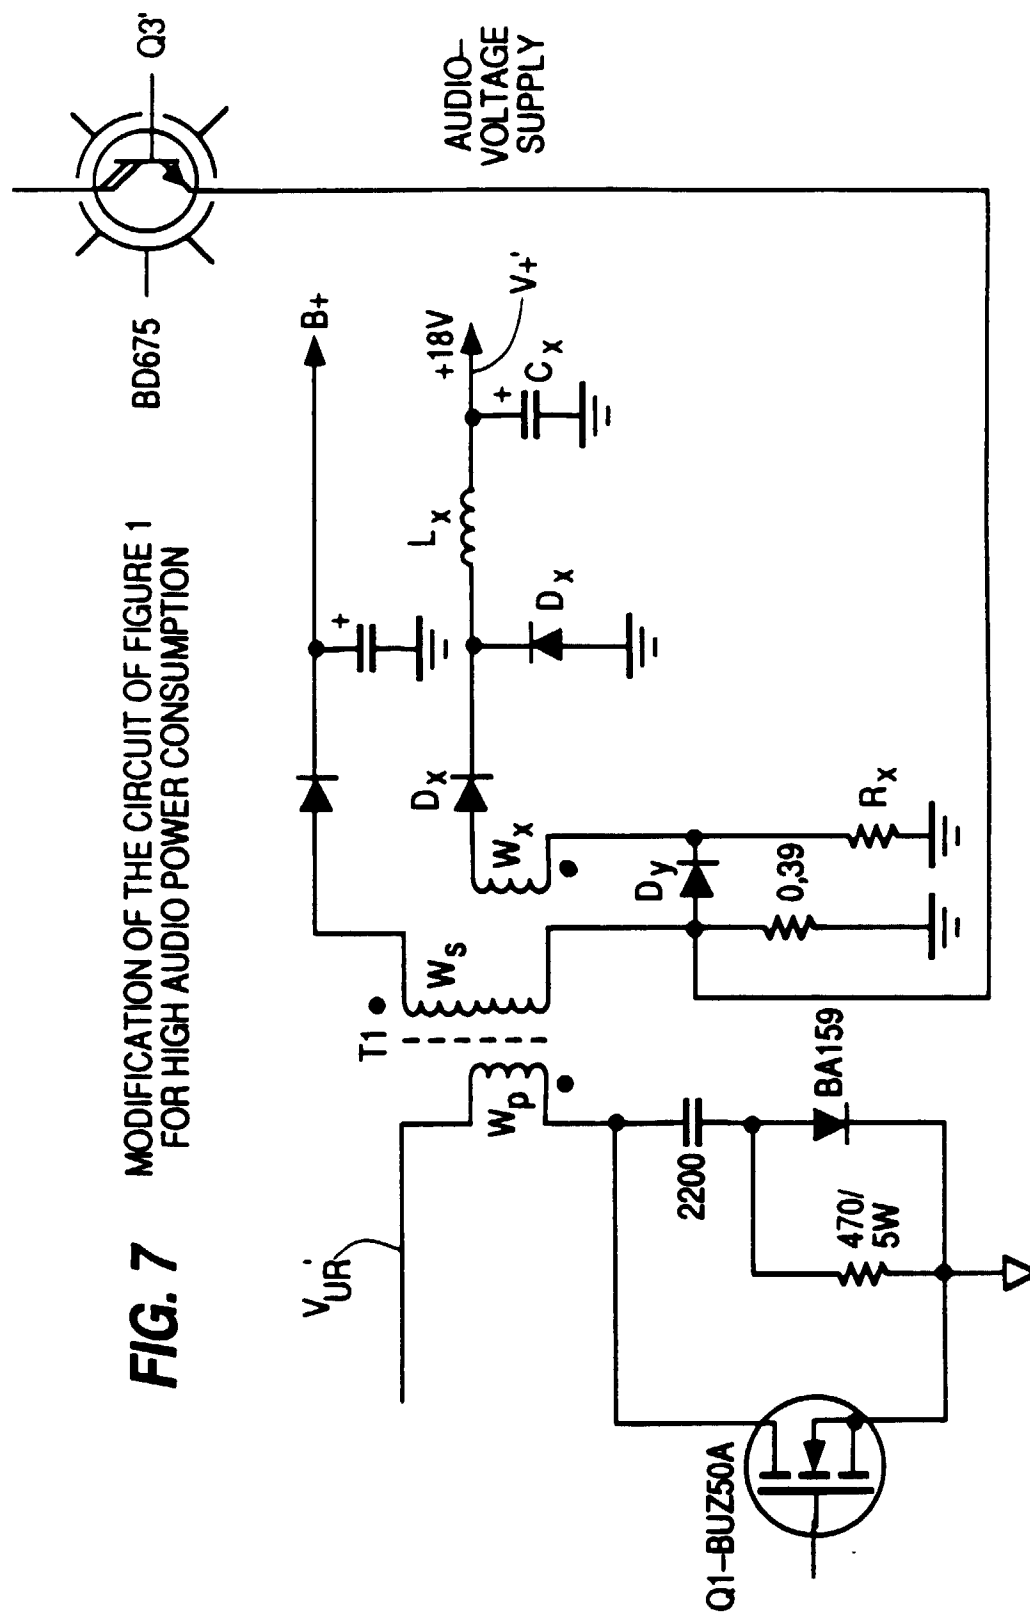 FIG. 7
MODIFICATION OF THE CIRCUIT OF FIGURE 1
FOR HIGH AUDIO POWER CONSUMPTION
BD675
Q3'
AUDIO–
VOLTAGE
SUPPLY
B+
+
V+'
+18V
+
Cx
Lx
Dx
Dx
Wx
Dy
Rx
0,39
T1
Ws
Wp
VUR'
2200
BA159
470/
5W
Q1–BUZ50A